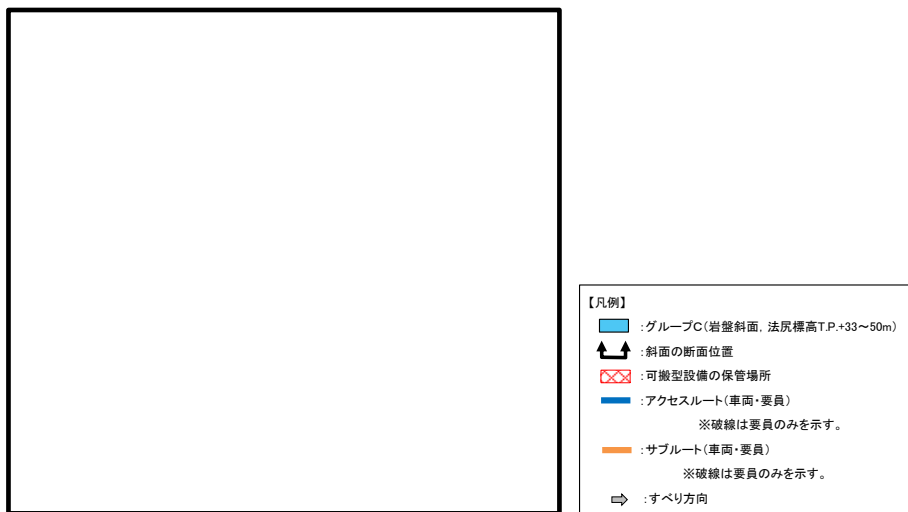 【凡例】
:グループC(岩盤斜面, 法尻標高T.P.+33～50m)
:斜面の断面位置
:可搬型設備の保管場所
:アクセスルート(車両・要員)
※破線は要員のみを示す。
:サブルート(車両・要員)
※破線は要員のみを示す。
:すべり方向